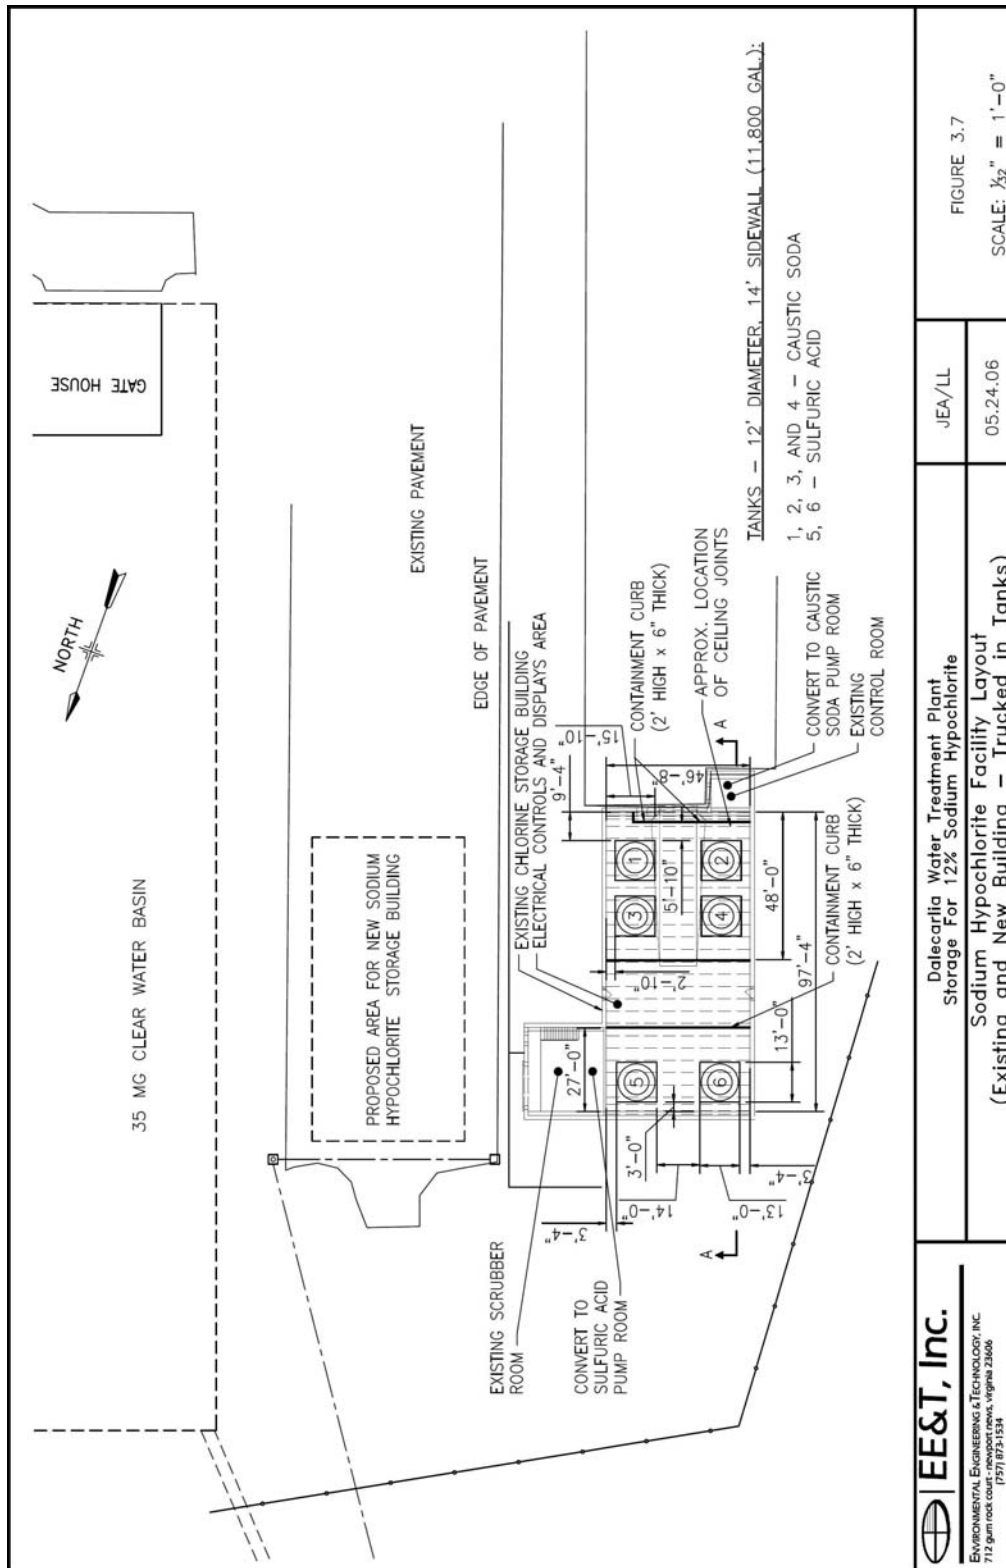 35 MG CLEAR WATER BASIN
GATE HOUSE
NORTH
PROPOSED AREA FOR NEW SODIUM
HYPOCHLORITE STORAGE BUILDING
EXISTING PAVEMENT
EDGE OF PAVEMENT
EXISTING CHLORINE STORAGE BUILDING
ELECTRICAL CONTROLS AND DISPLAYS AREA
EXISTING SCRUBBER
ROOM
CONVERT TO
SULFURIC ACID
PUMP ROOM
15'-10"
9'-4"
CONTAINMENT CURB
(2' HIGH x 6" THICK)
APPROX. LOCATION
OF CEILING JOINTS
46'-8"
A
5'-10"
2'-10"
27'-0"
3'-0"
3'-4"
14'-0"
13'-0"
3'-4"
A
1
2
3
4
5
6
48'-0"
97'-4"
13'-0"
CONTAINMENT CURB
(2' HIGH x 6" THICK)
CONVERT TO CAUSTIC
SODA PUMP ROOM
EXISTING
CONTROL ROOM
TANKS – 12' DIAMETER, 14' SIDEWALL (11,800 GAL.):
1, 2, 3, AND 4 – CAUSTIC SODA
5, 6 – SULFURIC ACID
EE&T, Inc.
ENVIRONMENTAL ENGINEERING & TECHNOLOGY, INC.
712 gum rock court - newport news, virginia 23606
(757) 873-1534
Dalecarlia Water Treatment Plant
Storage For 12% Sodium Hypochlorite
Sodium Hypochlorite Facility Layout
(Existing and New Building – Trucked in Tanks)
JEA/LL
05.24.06
FIGURE 3.7
SCALE: 1/32" = 1'-0"